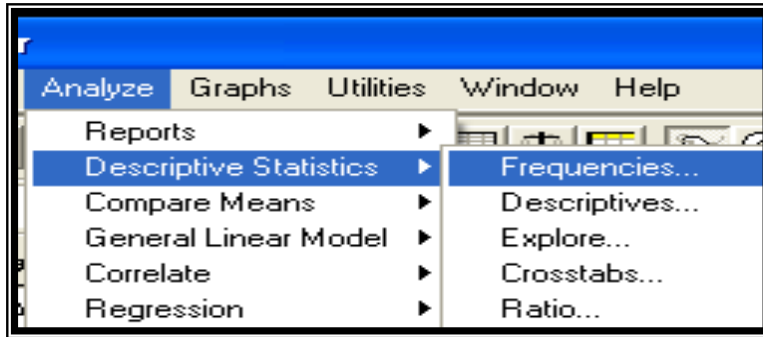 Analyze Graphs Utilities Window Help
Reports
Descriptive Statistics
Compare Means
General Linear Model
Correlate
Regression
Frequencies...
Descriptives...
Explore...
Crosstabs...
Ratio...